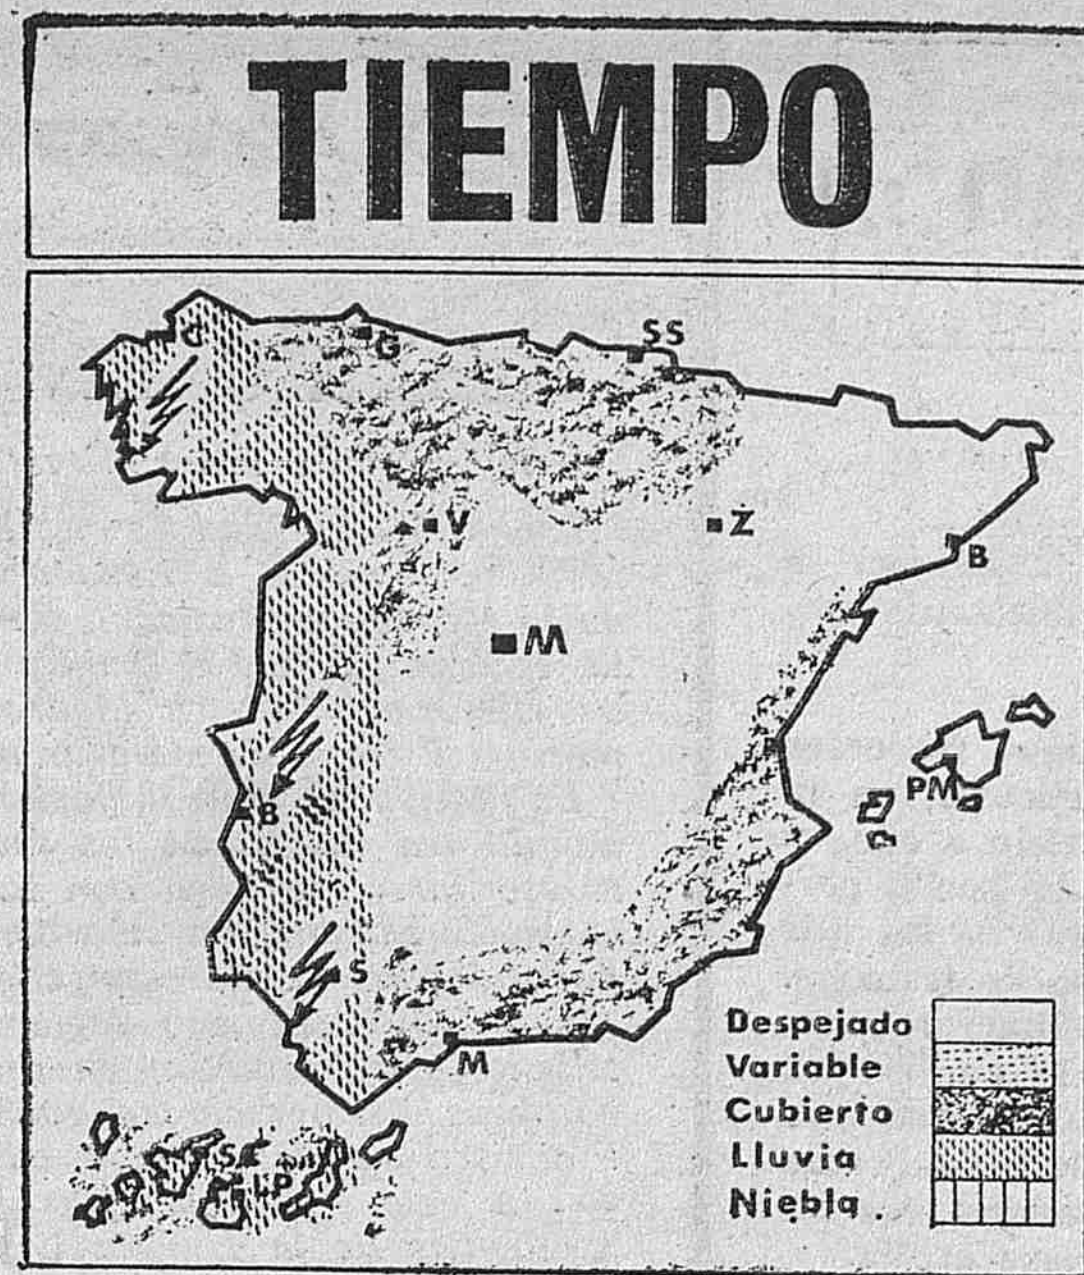 TIEMPO
C
G
SS
V
Z
B
M
PM
B
S
M
SC
LP
Despejado
Variable
Cubierto
Lluvia
Niebla.